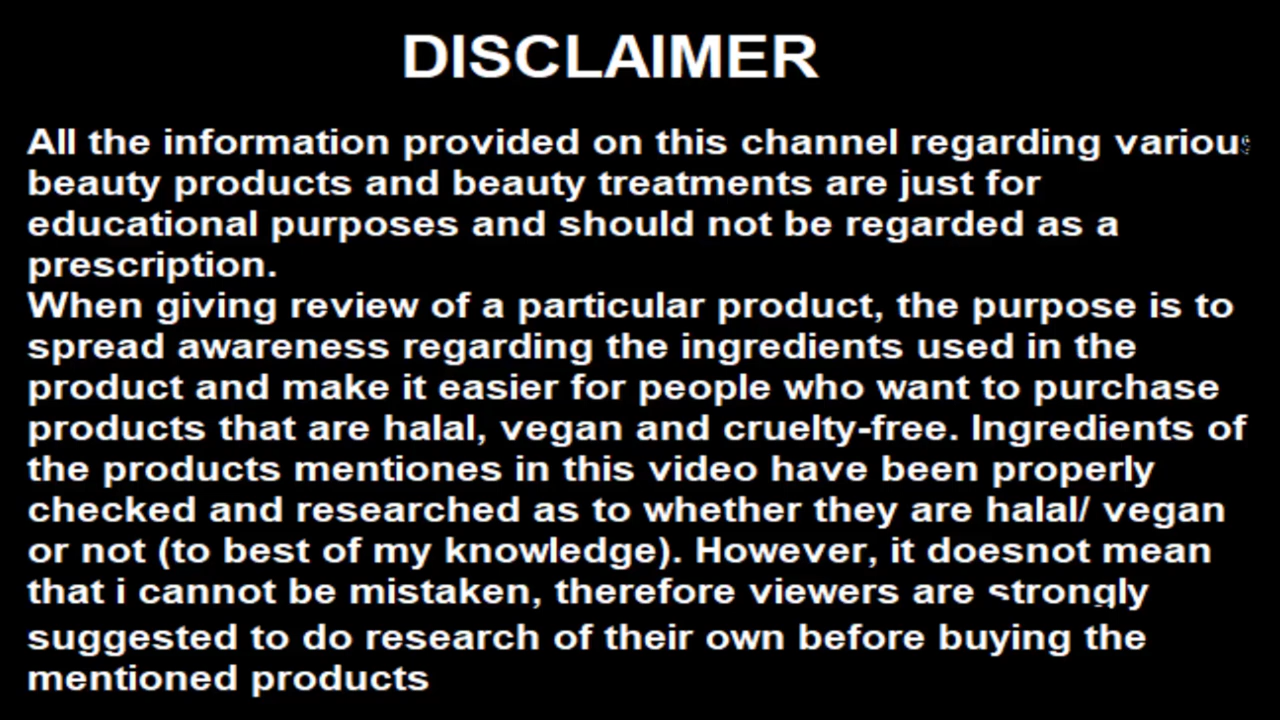 DISCLAIMER
All the information provided on this channel regarding various
beauty products and beauty treatments are just for
educational purposes and should not be regarded as a
prescription.
When giving review of a particular product, the purpose is to
spread awareness regarding the ingredients used in the
product and make it easier for people who want to purchase
products that are halal, vegan and cruelty-free. Ingredients of
the products mentiones in this video have been properly
checked and researched as to whether they are halal/ vegan
or not (to best of my knowledge). However, it doesnot mean
that i cannot be mistaken, therefore viewers are strongly
suggested to do research of their own before buying the
mentioned products